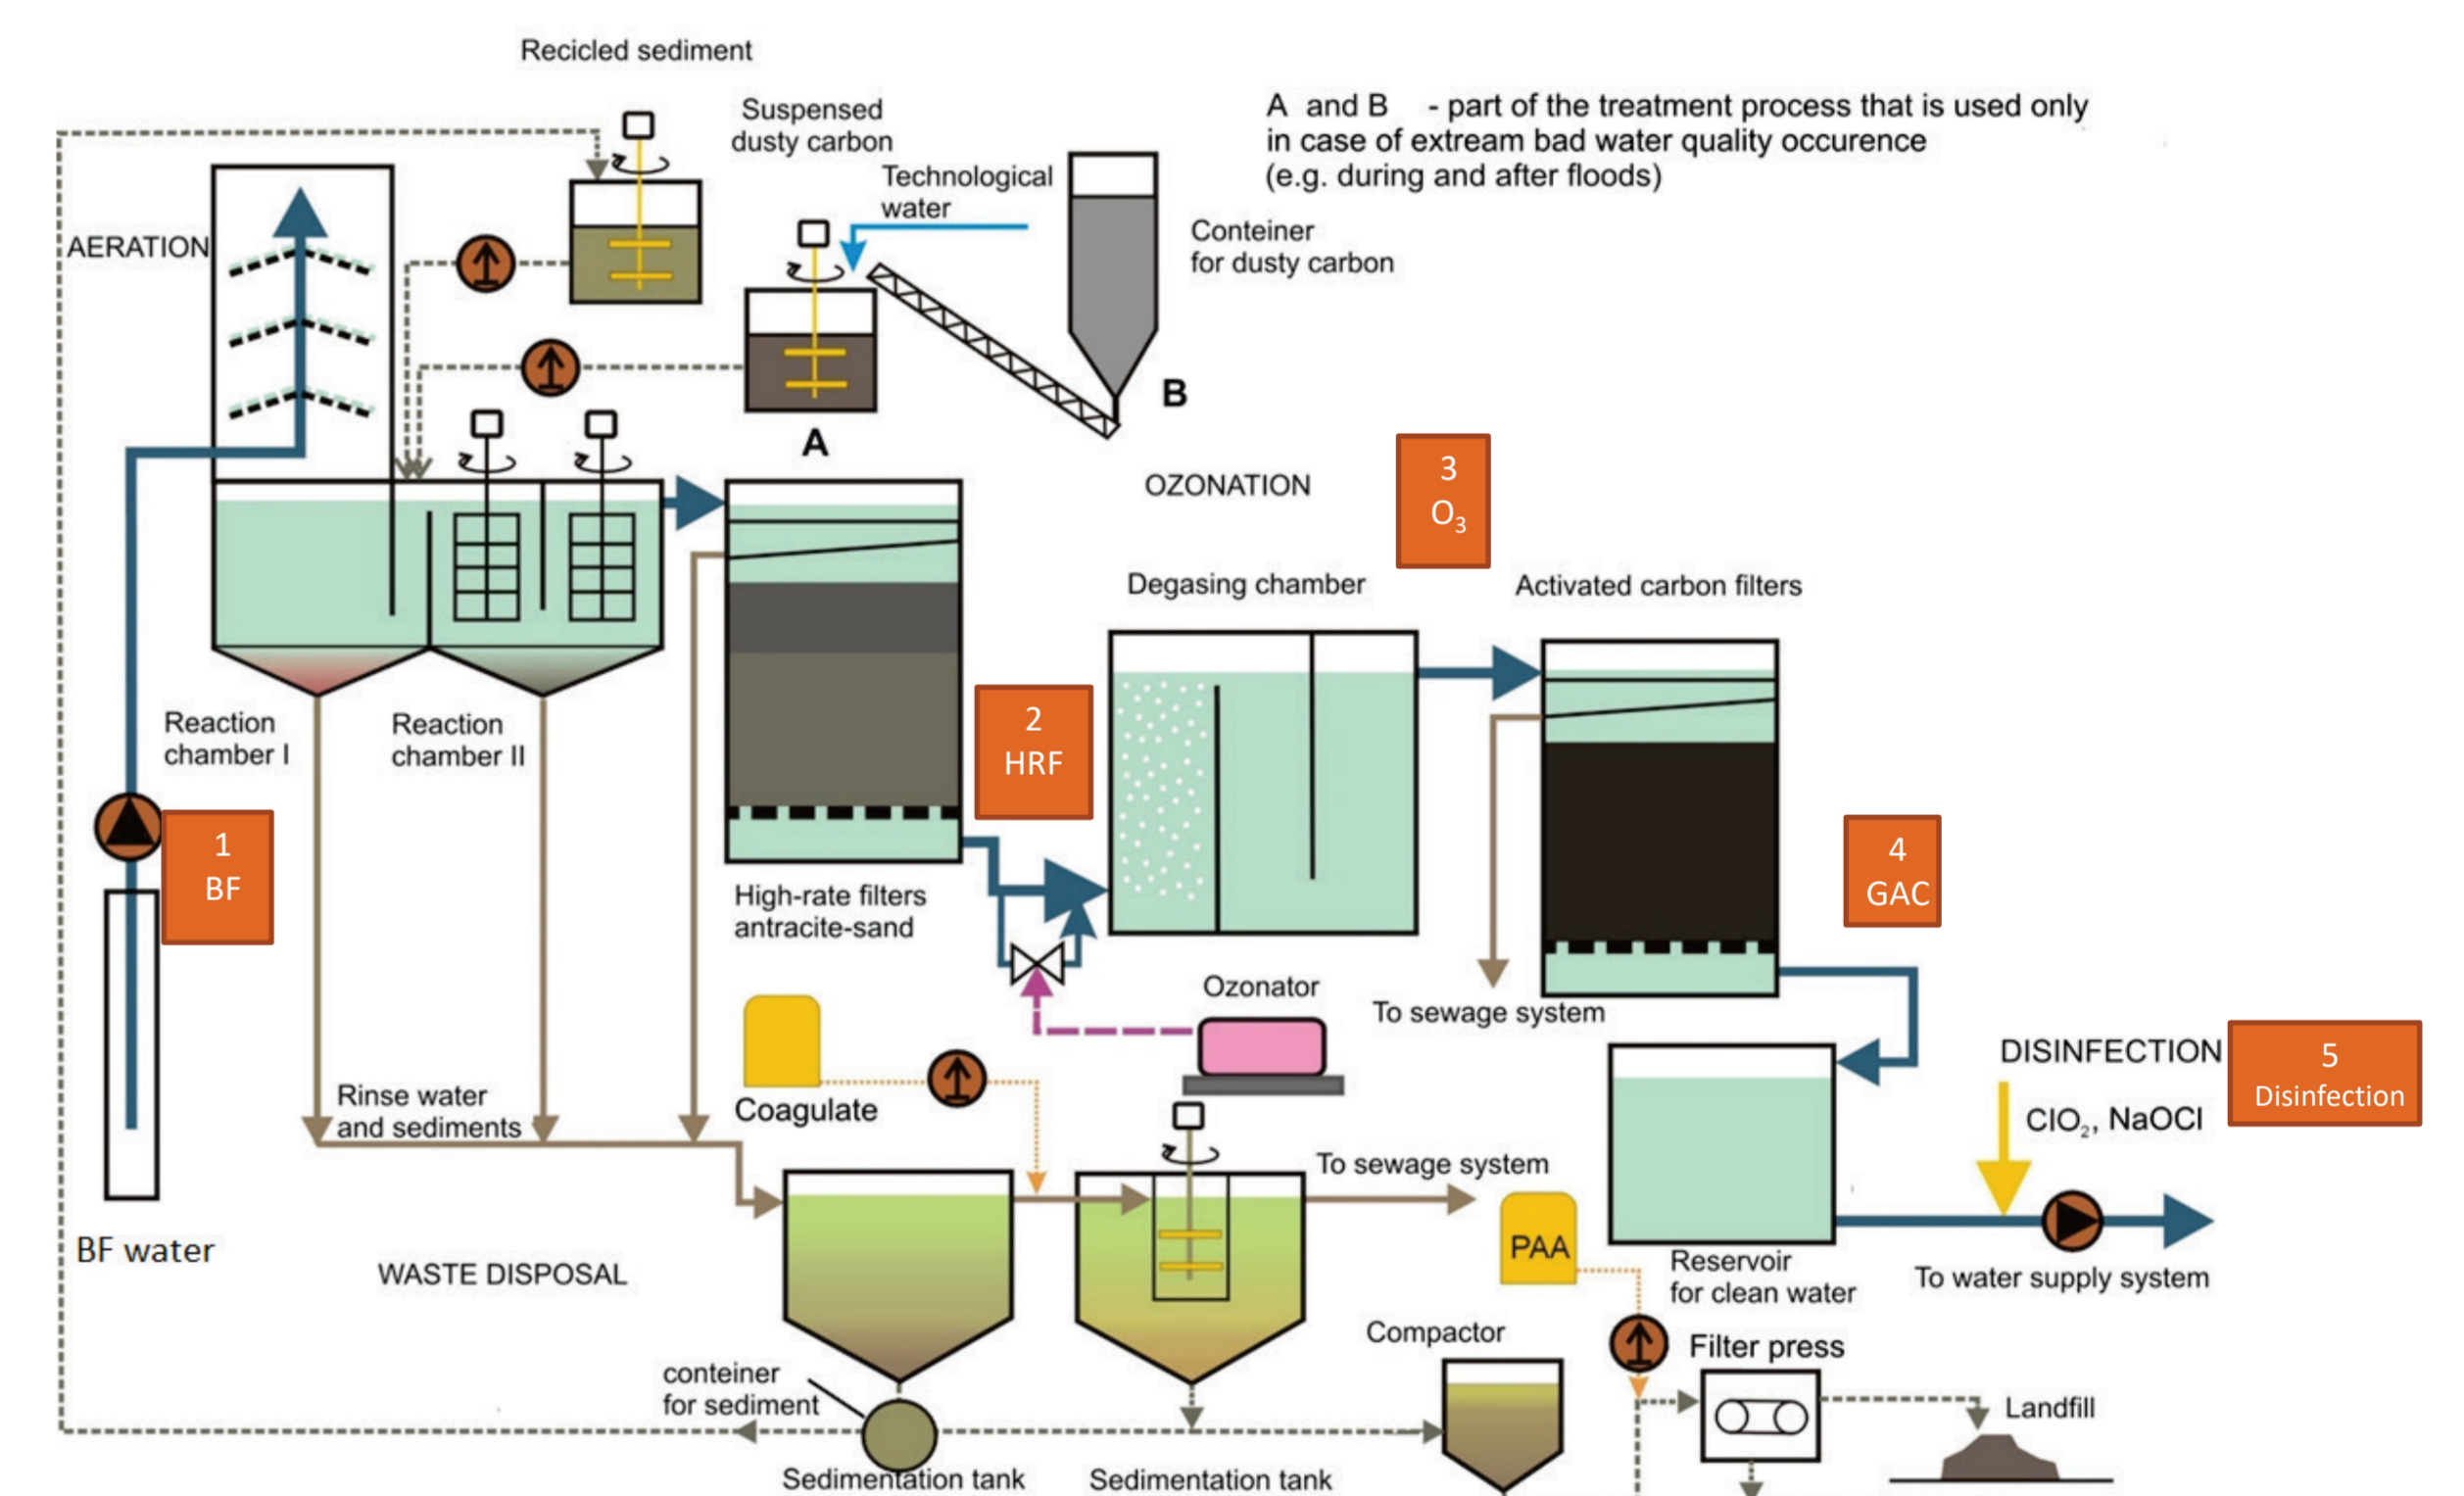 Recicled sediment
Suspensed
dusty carbon
A and B - part of the treatment process that is used only
in case of extream bad water quality occurence
(e.g. during and after floods)
Technological
water
AERATION
Conteiner
for dusty carbon
B
A
OZONATION
3
O₃
Degasing chamber
Activated carbon filters
Reaction
chamber I
Reaction
chamber II
2
HRF
1
BF
4
GAC
High-rate filters
antracite-sand
Ozonator
To sewage system
DISINFECTION
5
Disinfection
ClO₂, NaOCl
Coagulate
Rinse water
and sediments
To sewage system
PAA
BF water
WASTE DISPOSAL
Reservoir
for clean water
To water supply system
Compactor
Filter press
conteiner
for sediment
Landfill
Sedimentation tank
Sedimentation tank